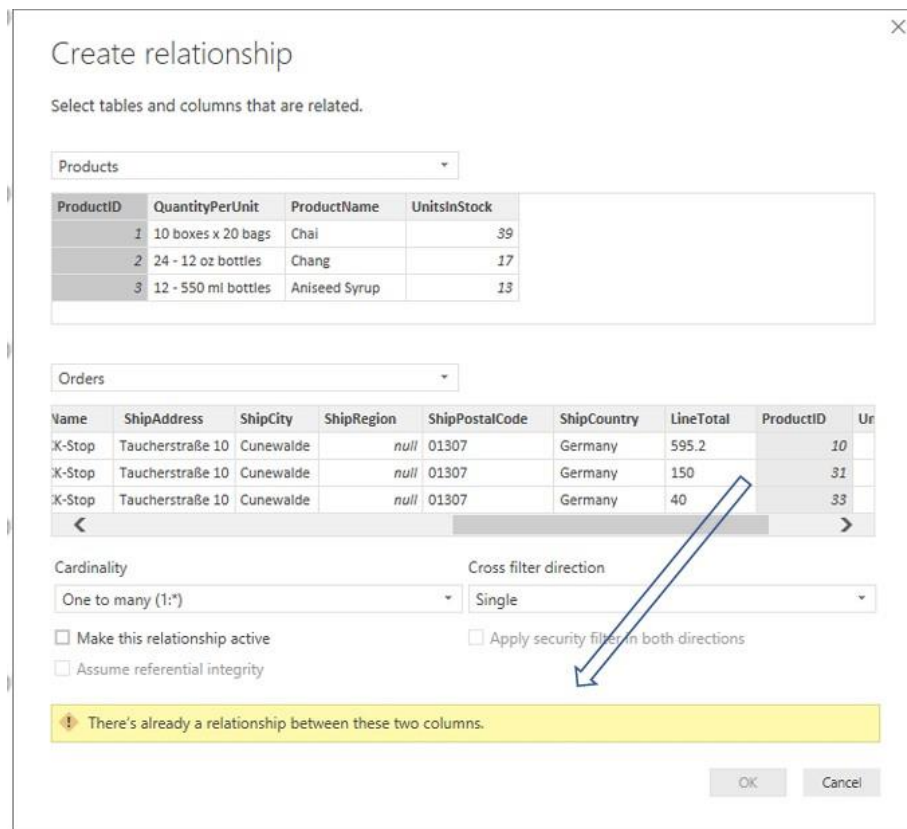 Create relationship
Select tables and columns that are related.
Products
ProductID QuantityPerUnit ProductName UnitsInStock
1 10 boxes x 20 bags Chai 39
2 24 - 12 oz bottles Chang 17
3 12 - 550 ml bottles Aniseed Syrup 13
Orders
Name ShipAddress ShipCity ShipRegion ShipPostalCode ShipCountry LineTotal ProductID Ur
K-Stop Taucherstraße 10 Cunewalde null 01307 Germany 595.2 10
K-Stop Taucherstraße 10 Cunewalde null 01307 Germany 150 31
K-Stop Taucherstraße 10 Cunewalde null 01307 Germany 40 33
Cardinality Cross filter direction
One to many (1:*) Single
Make this relationship active Apply security filter in both directions
Assume referential integrity
There's already a relationship between these two columns.
OK Cancel